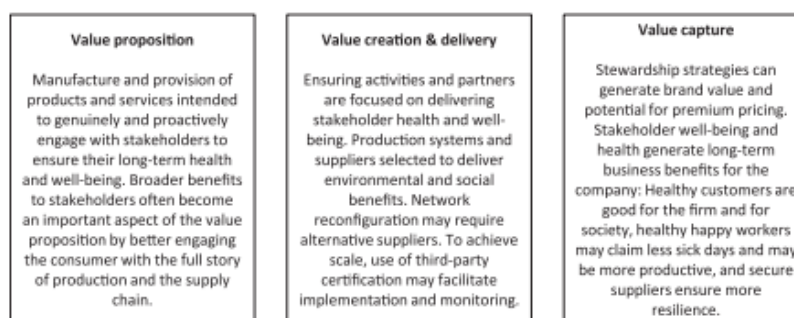 Value proposition
Manufacture and provision of
products and services intended
to genuinely and proactively
engage with stakeholders to
ensure their long-term health
and well-being. Broader benefits
to stakeholders often become
an important aspect of the value
proposition by better engaging
the consumer with the full story
of production and the supply
chain.
Value creation & delivery
Ensuring activities and partners
are focused on delivering
stakeholder health and well-
being. Production systems and
suppliers selected to deliver
environmental and social
benefits. Network
reconfiguration may require
alternative suppliers. To achieve
scale, use of third-party
certification may facilitate
implementation and monitoring.
Value capture
Stewardship strategies can
generate brand value and
potential for premium pricing.
Stakeholder well-being and
health generate long-term
business benefits for the
company: Healthy customers are
good for the firm and for
society, healthy happy workers
may claim less sick days and may
be more productive, and secure
suppliers ensure more
resilience.